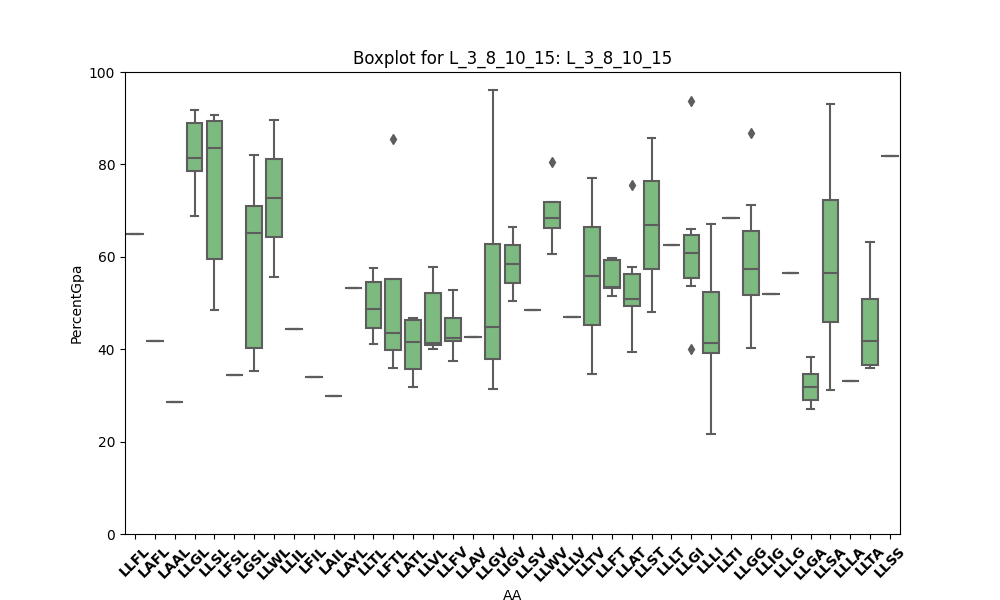 Boxplot for L_3_8_10_15: L_3_8_10_15
100
80
60
40
20
0
PercentGpa
LLFL LAFL LAAL LLGL LLSL LFSL LGSL LLWL LLIL LFIL LAIL LAYL LLTL LFTL LATL LLVL LLFV LLAV LLGV LIGV LLSV LLWV LLLV LLTV LLFT LLAT LLST LLLT LLGI LLLI LLTI LLGG LLIG LLLG LLGA LLSA LLLA LLTA LLSS
AA